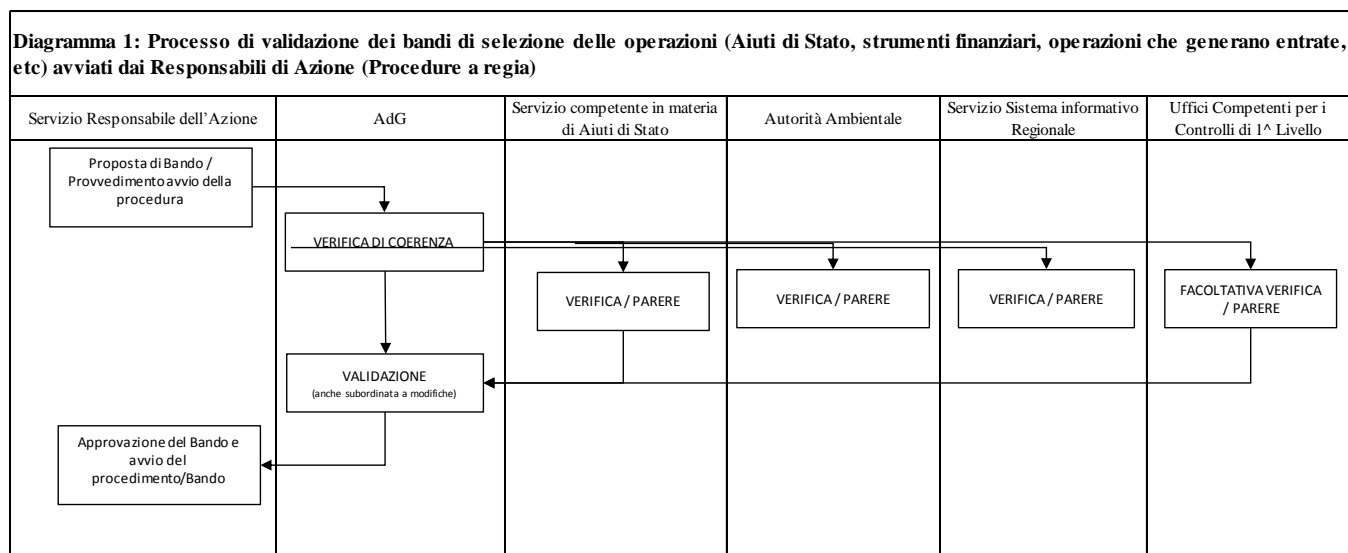 Diagramma 1: Processo di validazione dei bandi di selezione delle operazioni (Aiuti di Stato, strumenti finanziari, operazioni che generano entrate,
etc) avviati dai Responsabili di Azione (Procedure a regia)
Servizio Responsabile dell'Azione
AdG
Servizio competente in materia
di Aiuti di Stato
Autorità Ambientale
Servizio Sistema informativo
Regionale
Uffici Competenti per i
Controlli di 1^ Livello
Proposta di Bando /
Provvedimento avvio della
procedura
VERIFICA DI COERENZA
VERIFICA / PARERE
VERIFICA / PARERE
VERIFICA / PARERE
FACOLTATIVA VERIFICA
/ PARERE
VALIDAZIONE
(anche subordinata a modifiche)
Approvazione del Bando e
avvio del
procedimento/Bando